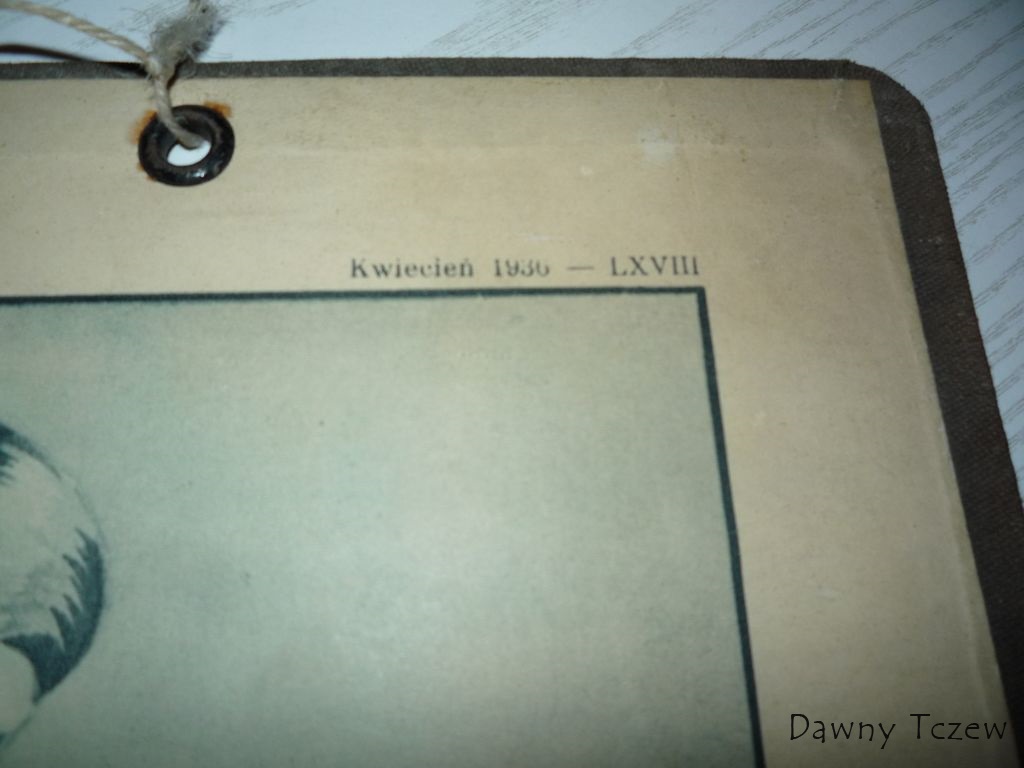 Kwiecień 1936 — LXVIII
Dawny Tczew